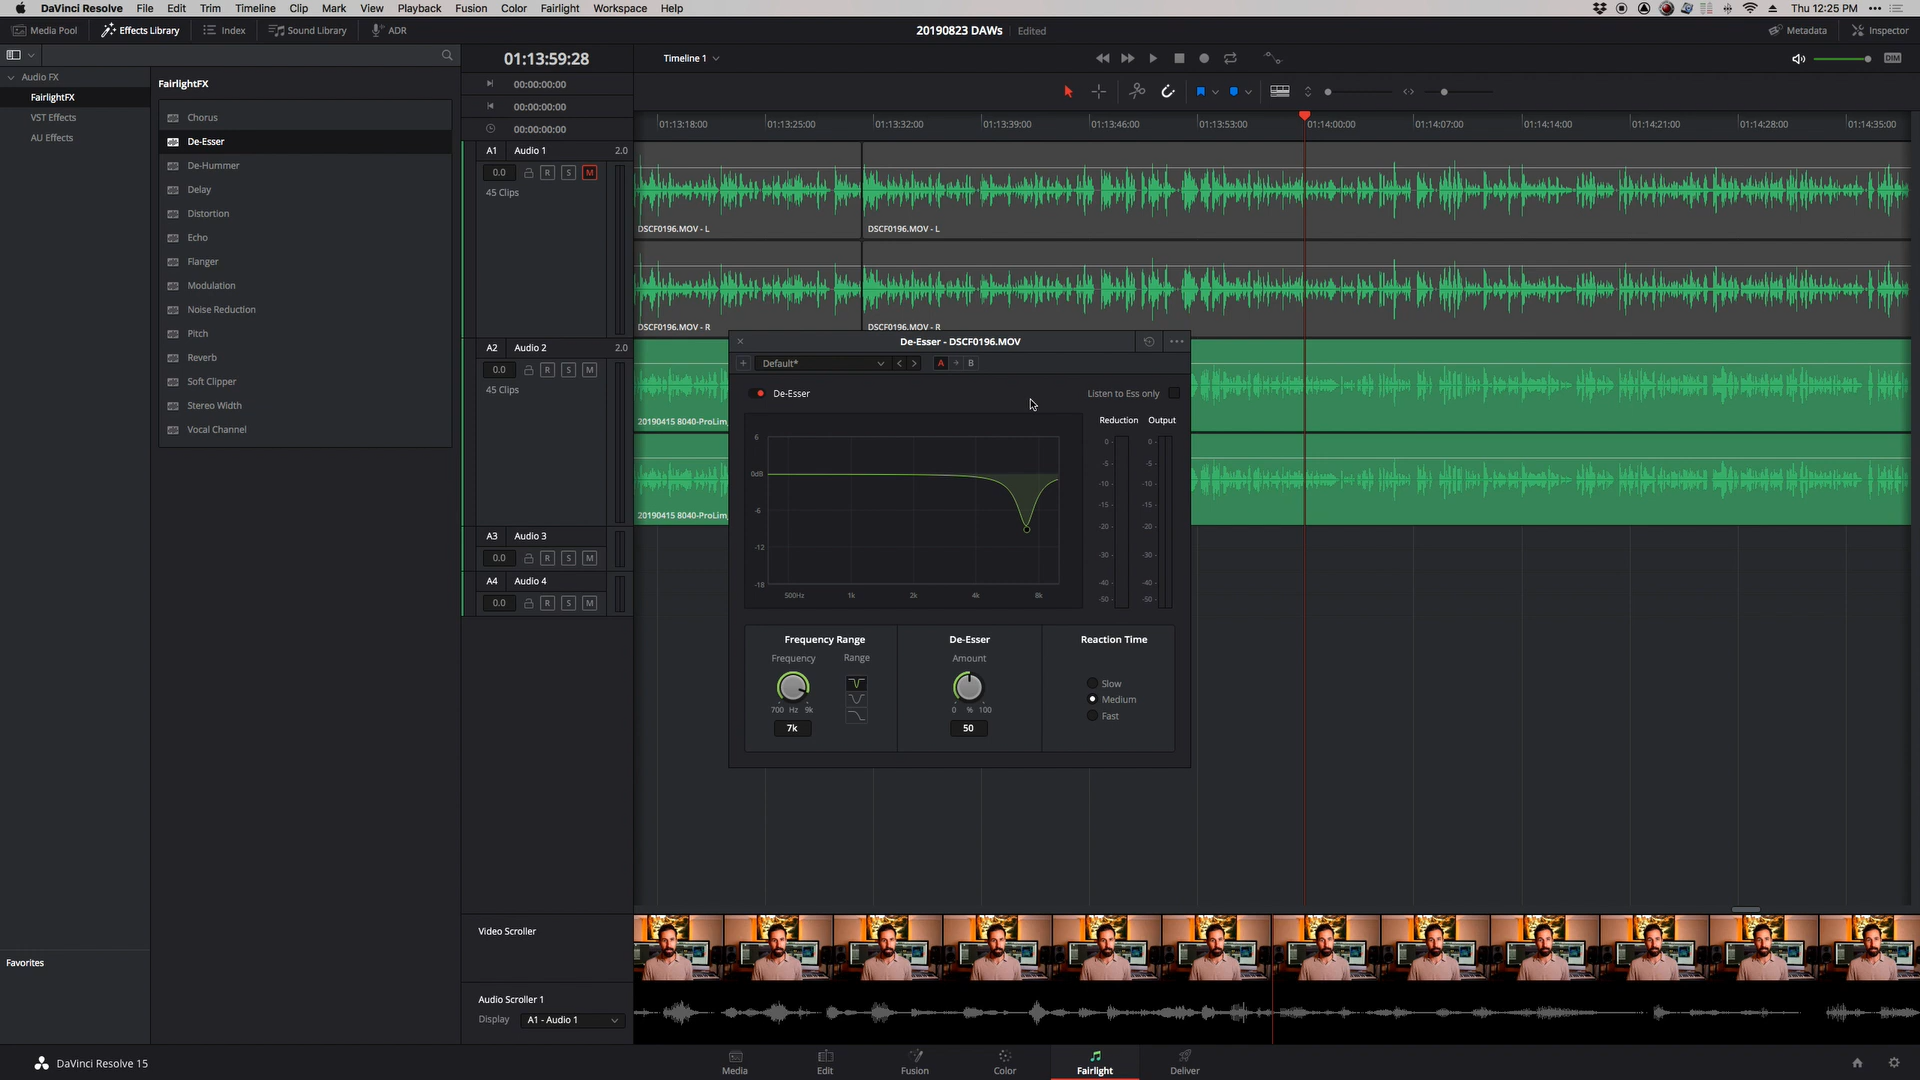 DaVinci Resolve File Edit Trim Timeline Clip Mark View Playback Fusion Color Fairlight Workspace Help
Thu 12:25 PM
Media Pool Effects Library Index Sound Library ADR
20190823 DAWs Edited
Metadata Inspector
01:13:59:28
Timeline 1
DIM
Audio FX
FairlightFX
VST Effects
AU Effects
FairlightFX
Chorus
De-Esser
De-Hummer
Delay
Distortion
Echo
Flanger
Modulation
Noise Reduction
Pitch
Reverb
Soft Clipper
Stereo Width
Vocal Channel
Favorites
00:00:00:00
00:00:00:00
00:00:00:00
01:13:18:00 01:13:25:00 01:13:32:00 01:13:39:00 01:13:46:00 01:13:53:00 01:14:00:00 01:14:07:00 01:14:14:00 01:14:21:00 01:14:28:00 01:14:35:00
A1 Audio 1 2.0
0.0 R S M
45 Clips
DSCF0196.MOV - L DSCF0196.MOV - L
DSCF0196.MOV - R DSCF0196.MOV - R
A2 Audio 2 2.0
0.0 R S M
45 Clips
20190415 8040-ProLim
20190415 8040-ProLim
A3 Audio 3
0.0 R S M
A4 Audio 4
0.0 R S M
De-Esser - DSCF0196.MOV
Default* A B
De-Esser
Listen to Ess only
Reduction Output
6
0dB
-6
-12
-18
500Hz 1k 2k 4k 8k
0 0
-5 -5
-10 -10
-15 -15
-20 -20
-30 -30
-40 -40
-50 -50
Frequency Range
Frequency Range
700 Hz 9k
7k
De-Esser
Amount
0 % 100
50
Reaction Time
Slow
Medium
Fast
Video Scroller
Audio Scroller 1
Display A1 - Audio 1
DaVinci Resolve 15
Media Edit Fusion Color Fairlight Deliver